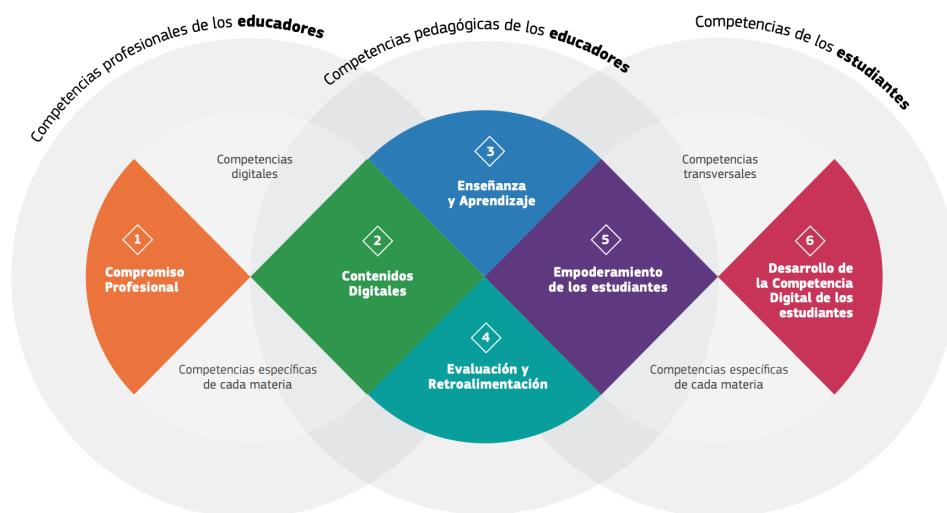 Competencias profesionales de los educadores
Competencias pedagógicas de los educadores
Competencias de los estudiantes
Competencias
digitales
Competencias
transversales
3
Enseñanza
y Aprendizaje
1
Compromiso
Profesional
2
Contenidos
Digitales
5
Empoderamiento
de los estudiantes
6
Desarrollo de
la Competencia
Digital de los
estudiantes
4
Evaluación y
Retroalimentación
Competencias específicas
de cada materia
Competencias específicas
de cada materia